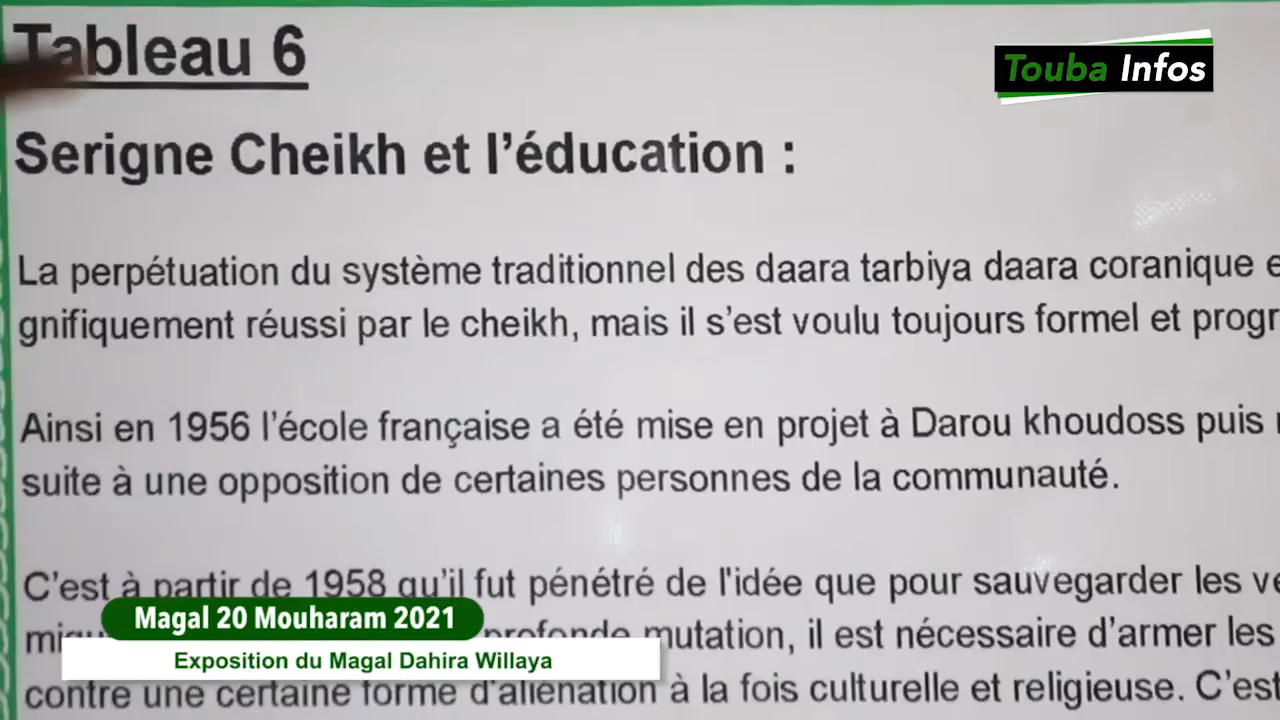 Tableau 6
Touba Infos
Serigne Cheikh et l'éducation :
La perpétuation du système traditionnel des daara tarbiya daara coranique e
gnifiquement réussi par le cheikh, mais il s'est voulu toujours formel et progr
Ainsi en 1956 l'école française a été mise en projet à Darou khoudoss puis
suite à une opposition de certaines personnes de la communauté.
C'est à partir de 1958 qu'il fut pénétré de l'idée que pour sauvegarder les
profonde mutation, il est nécessaire d'armer les
contre une certaine forme d'aliénation à la fois culturelle et religieuse. C'est
Magal 20 Mouharam 2021
Exposition du Magal Dahira Willaya